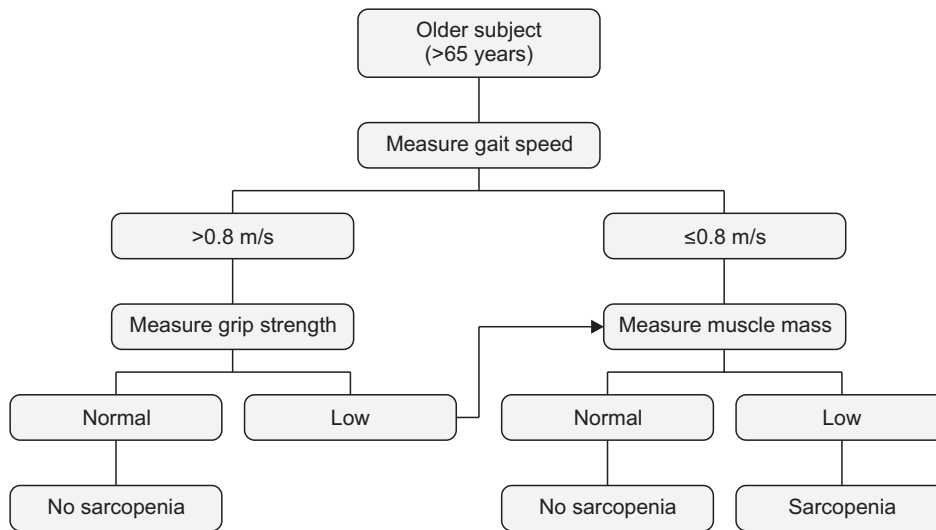 Older subject
(>65 years)
Measure gait speed
>0.8 m/s
≤0.8 m/s
Measure grip strength
Measure muscle mass
Normal
Low
Normal
Low
No sarcopenia
No sarcopenia
Sarcopenia